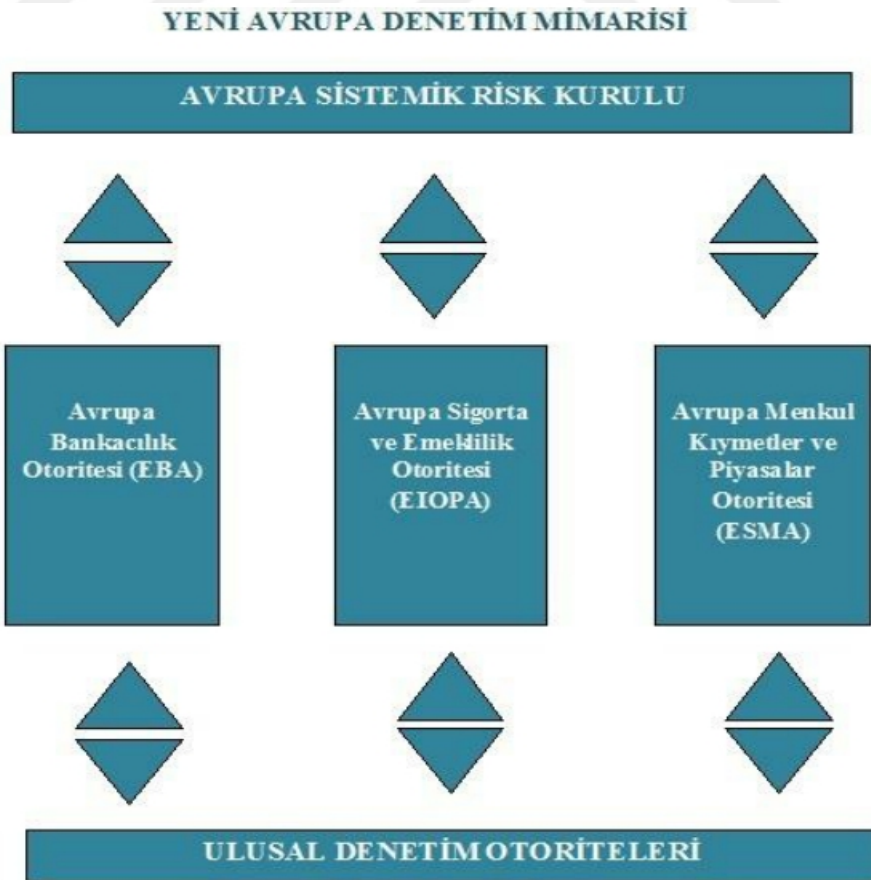 YENİ AVRUPA DENETİM MİMARİSİ
AVRUPA SİSTEMİK RİSK KURULU
Avrupa
Bankacılık
Otoritesi (EBA)
Avrupa Sigorta
ve Emeklilik
Otoritesi
(EIOPA)
Avrupa Menkul
Kıymetler ve
Piyasalar
Otoritesi
(ESMA)
ULUSAL DENETİM OTORİTELERİ